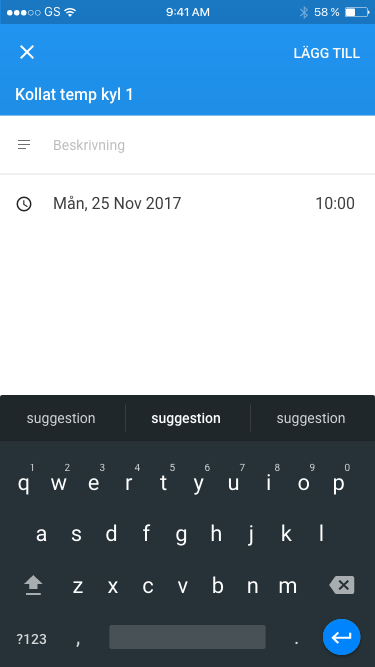 GS 9:41 AM 58 %
LÄGG TILL
Kollat temp kyl 1
Beskrivning
Mån, 25 Nov 2017 10:00
suggestion suggestion suggestion
1 2 3 4 5 6 7 8 9 0
q w e r t y u i o p
a s d f g h j k l
z x c v b n m
?123 , .